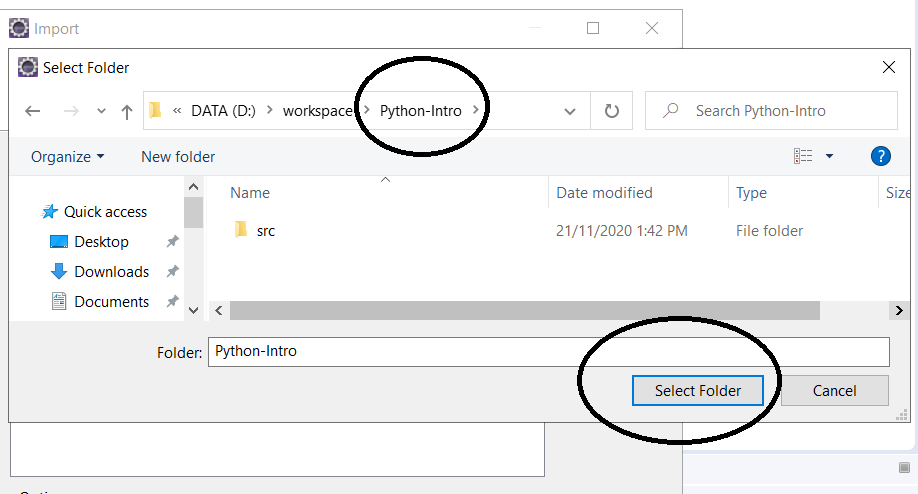 Import
Select Folder
« DATA (D:) > workspace > Python-Intro >
Search Python-Intro
Organize
New folder
?
Name
Date modified
Type
Size
Quick access
Desktop
Downloads
Documents
src
21/11/2020 1:42 PM
File folder
Folder:
Python-Intro
Select Folder
Cancel